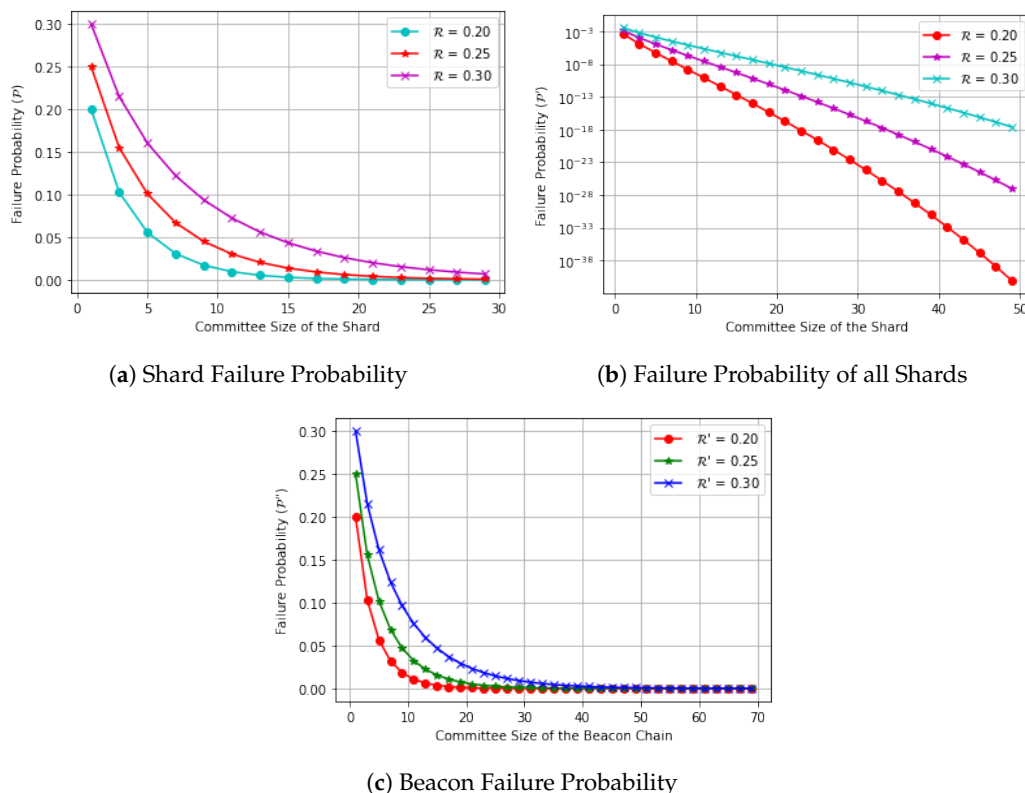 0.30
0.25
0.20
0.15
0.10
0.05
0.00
Failure Probability (𝒫)
ℛ = 0.20
ℛ = 0.25
ℛ = 0.30
0 5 10 15 20 25 30
Committee Size of the Shard
(a) Shard Failure Probability
10⁻³
10⁻⁸
10⁻¹³
10⁻¹⁸
10⁻²³
10⁻²⁸
10⁻³³
10⁻³⁸
Failure Probability (𝒫')
ℛ = 0.20
ℛ = 0.25
ℛ = 0.30
0 10 20 30 40 50
Committee Size of the Shard
(b) Failure Probability of all Shards
0.30
0.25
0.20
0.15
0.10
0.05
0.00
Failure Probability (𝒫'')
ℛ' = 0.20
ℛ' = 0.25
ℛ' = 0.30
0 10 20 30 40 50 60 70
Committee Size of the Beacon Chain
(c) Beacon Failure Probability